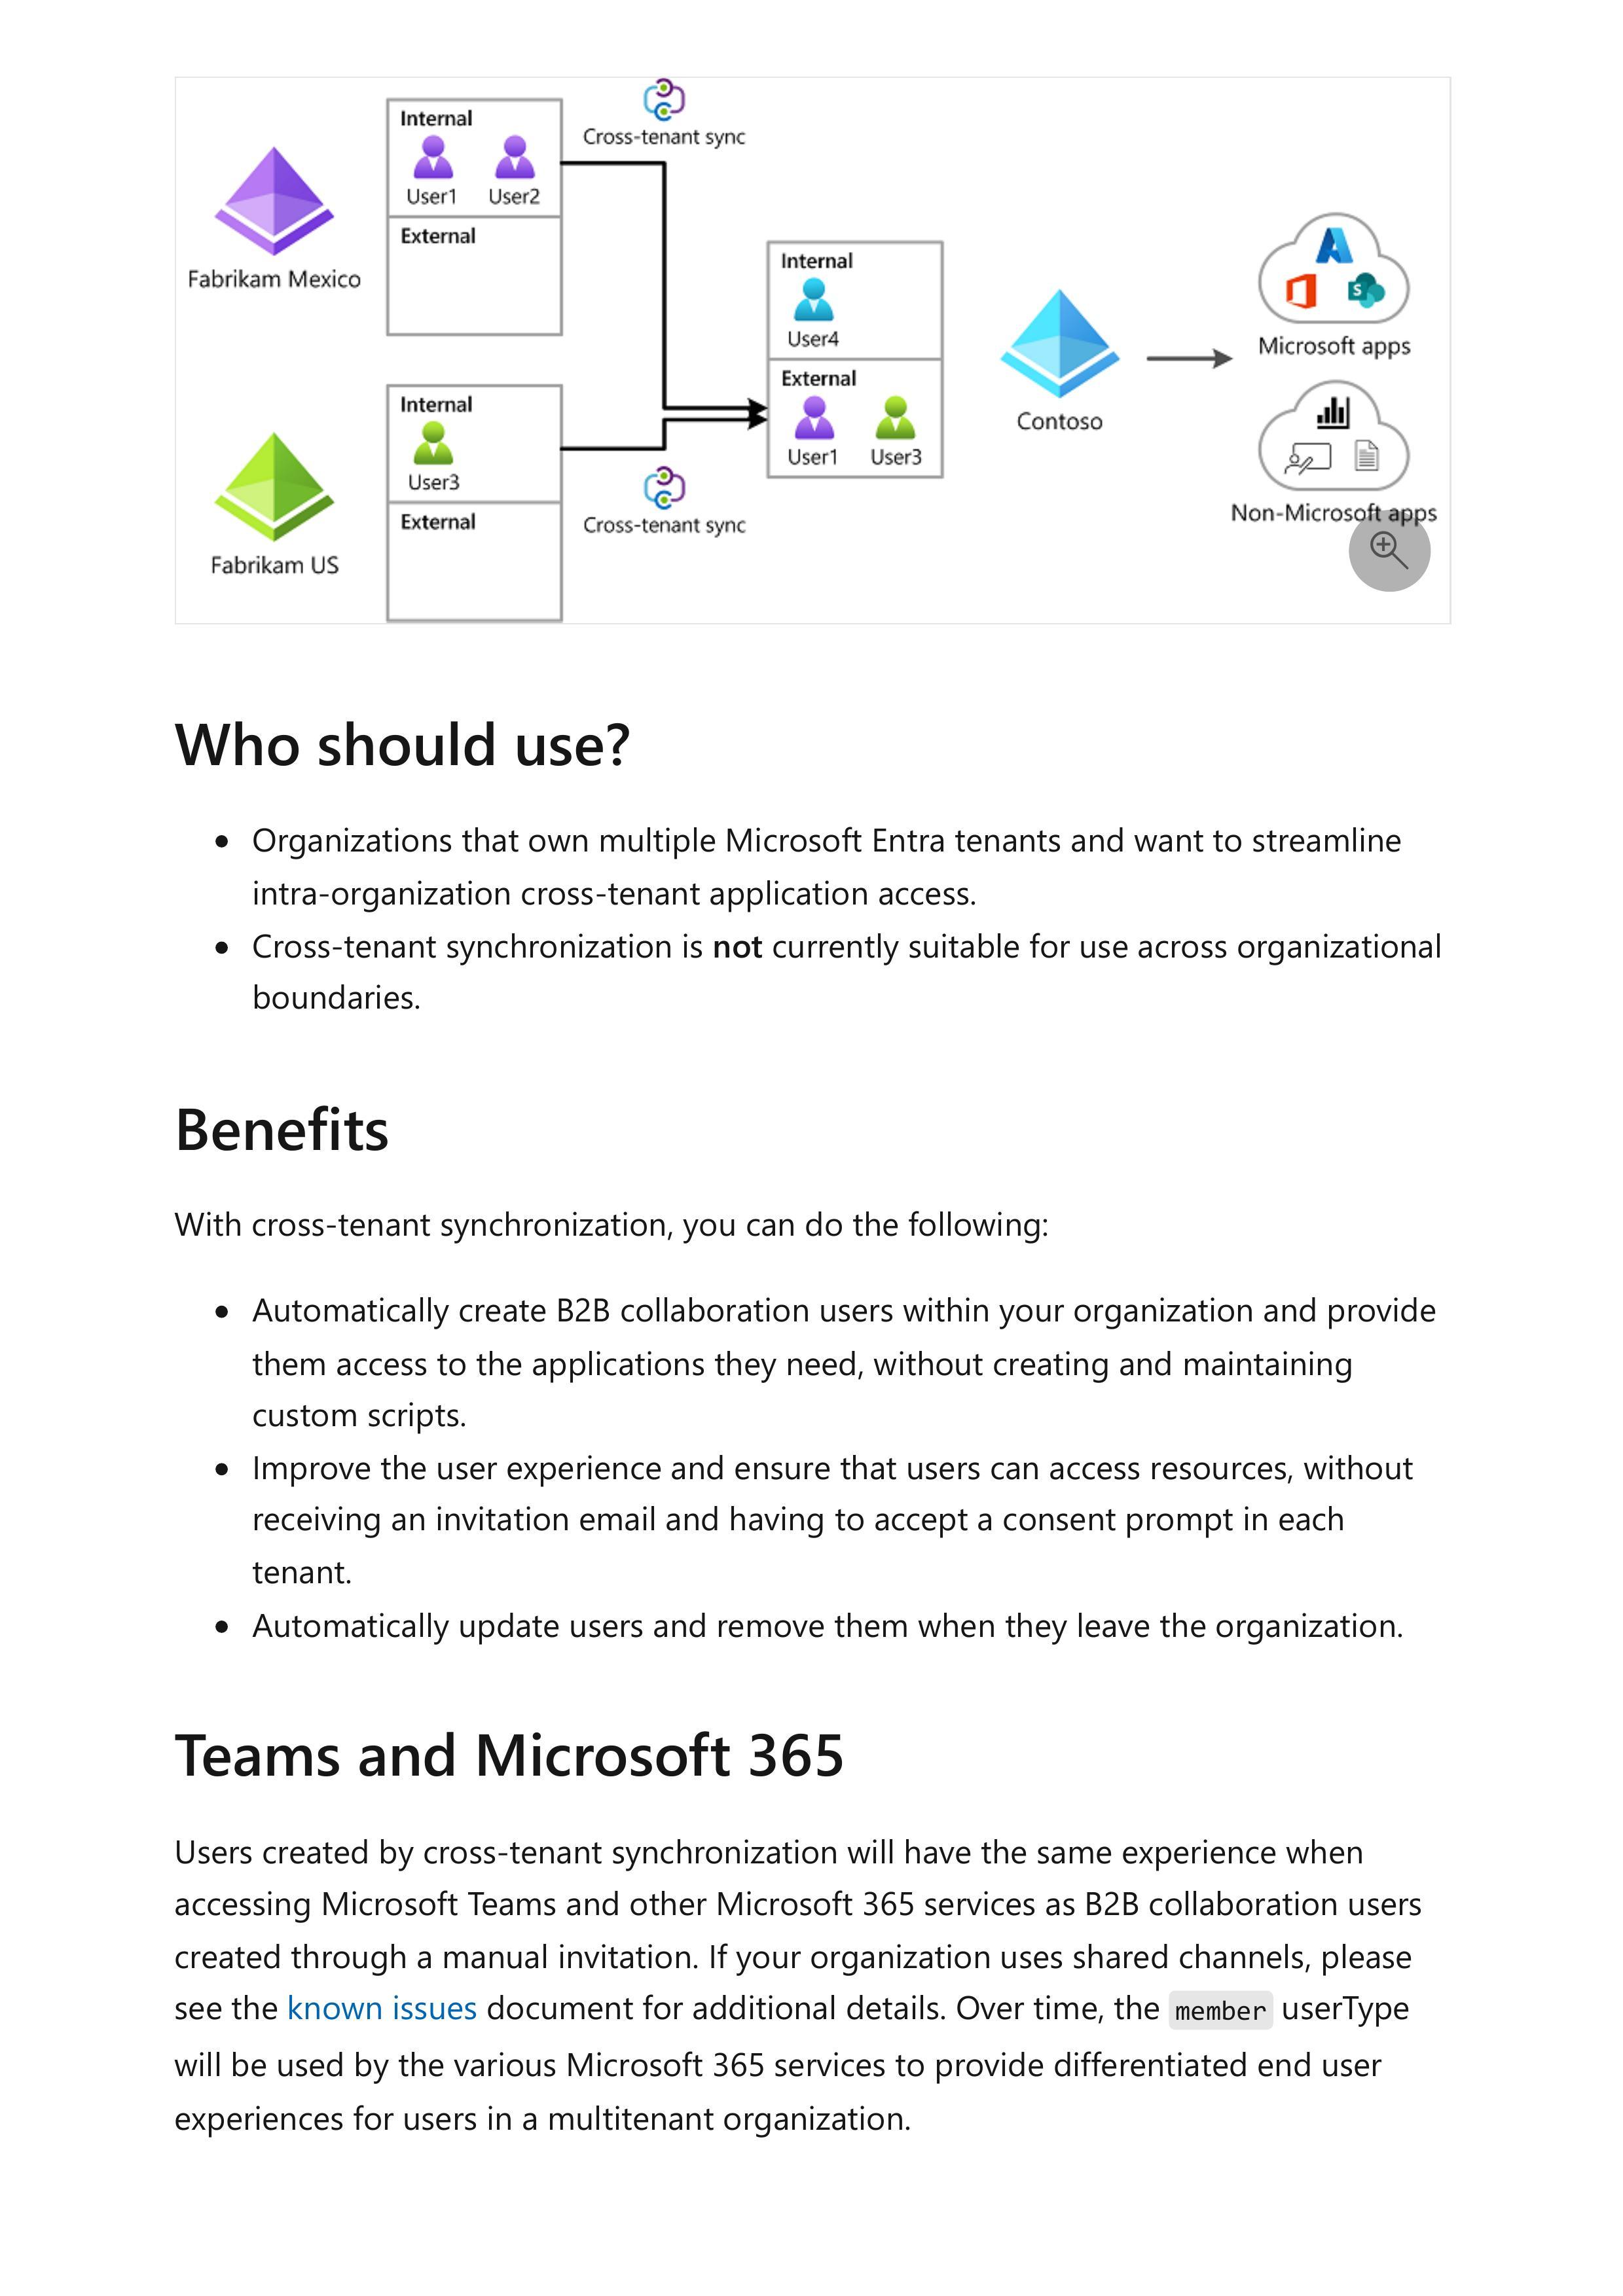 Internal
User1 User2
External
Fabrikam Mexico
Cross-tenant sync
Internal
User3
External
Fabrikam US
Cross-tenant sync
Internal
User4
External
User1 User3
Contoso
Microsoft apps
Non-Microsoft apps
Who should use?
Organizations that own multiple Microsoft Entra tenants and want to streamline
intra-organization cross-tenant application access.
Cross-tenant synchronization is not currently suitable for use across organizational
boundaries.
Benefits
With cross-tenant synchronization, you can do the following:
Automatically create B2B collaboration users within your organization and provide
them access to the applications they need, without creating and maintaining
custom scripts.
Improve the user experience and ensure that users can access resources, without
receiving an invitation email and having to accept a consent prompt in each
tenant.
Automatically update users and remove them when they leave the organization.
Teams and Microsoft 365
Users created by cross-tenant synchronization will have the same experience when
accessing Microsoft Teams and other Microsoft 365 services as B2B collaboration users
created through a manual invitation. If your organization uses shared channels, please
see the known issues document for additional details. Over time, the member userType
will be used by the various Microsoft 365 services to provide differentiated end user
experiences for users in a multitenant organization.